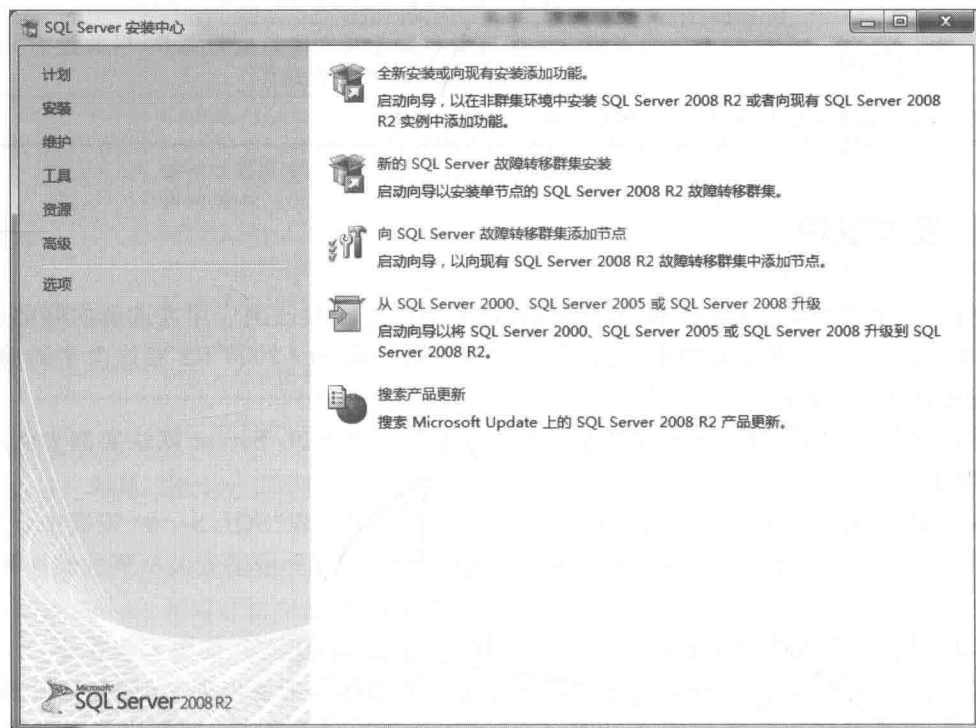 SQL Server 安装中心
计划
安装
维护
工具
资源
高级
选项
全新安装或向现有安装添加功能。
启动向导，以在非群集环境中安装 SQL Server 2008 R2 或者向现有 SQL Server 2008
R2 实例中添加功能。
新的 SQL Server 故障转移群集安装
启动向导以安装单节点的 SQL Server 2008 R2 故障转移群集。
向 SQL Server 故障转移群集添加节点
启动向导，以向现有 SQL Server 2008 R2 故障转移群集中添加节点。
从 SQL Server 2000、SQL Server 2005 或 SQL Server 2008 升级
启动向导以将 SQL Server 2000、SQL Server 2005 或 SQL Server 2008 升级到 SQL
Server 2008 R2。
搜索产品更新
搜索 Microsoft Update 上的 SQL Server 2008 R2 产品更新。
Microsoft
SQL Server 2008 R2